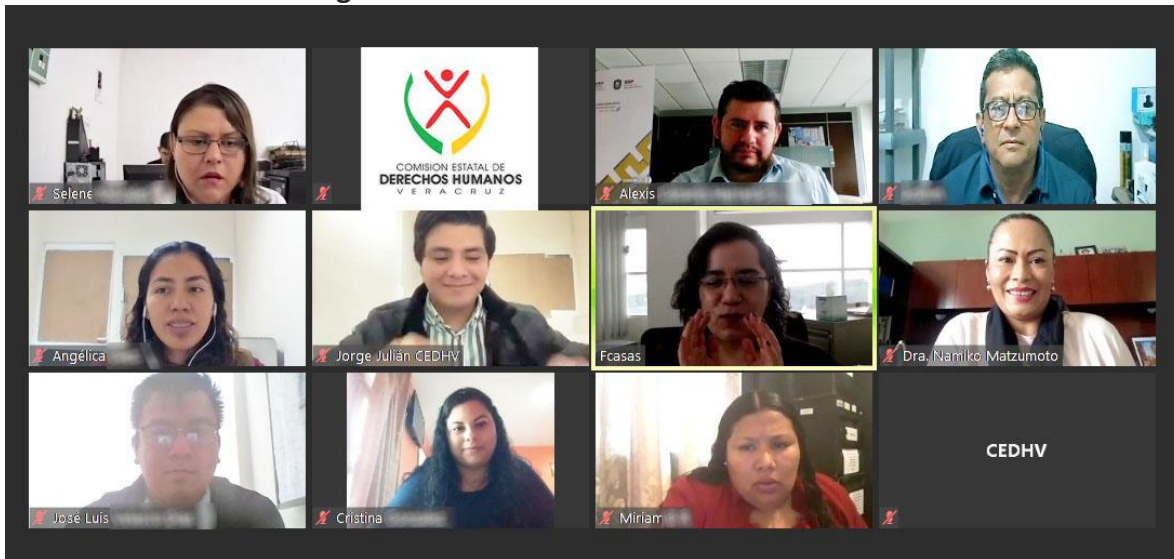 Selene
COMISION ESTATAL DE
DERECHOS HUMANOS
VERACRUZ
Alexis
Angélica
Jorge Julián CEDHV
Fcasas
Dra. Namiko Matzumoto
José Luis
Cristina
Miriam
CEDHV